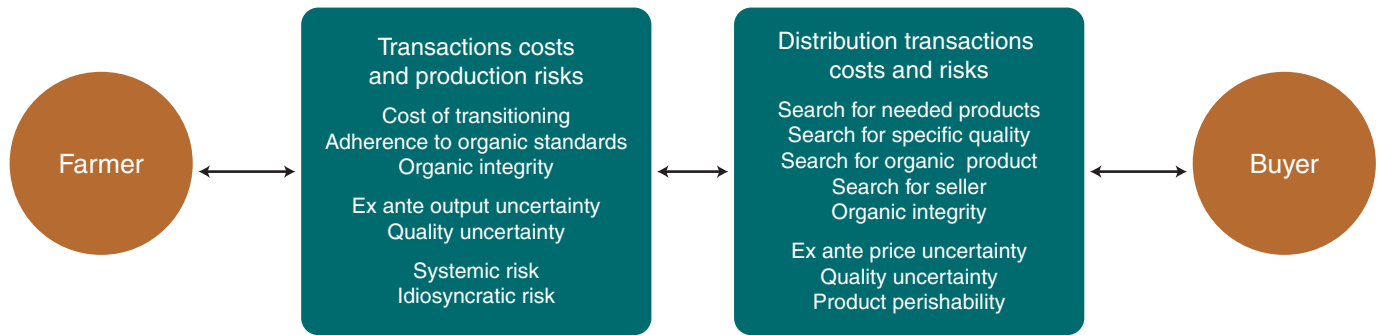 Farmer
Transactions costs
and production risks
Cost of transitioning
Adherence to organic standards
Organic integrity
Ex ante output uncertainty
Quality uncertainty
Systemic risk
Idiosyncratic risk
Distribution transactions
costs and risks
Search for needed products
Search for specific quality
Search for organic product
Search for seller
Organic integrity
Ex ante price uncertainty
Quality uncertainty
Product perishability
Buyer